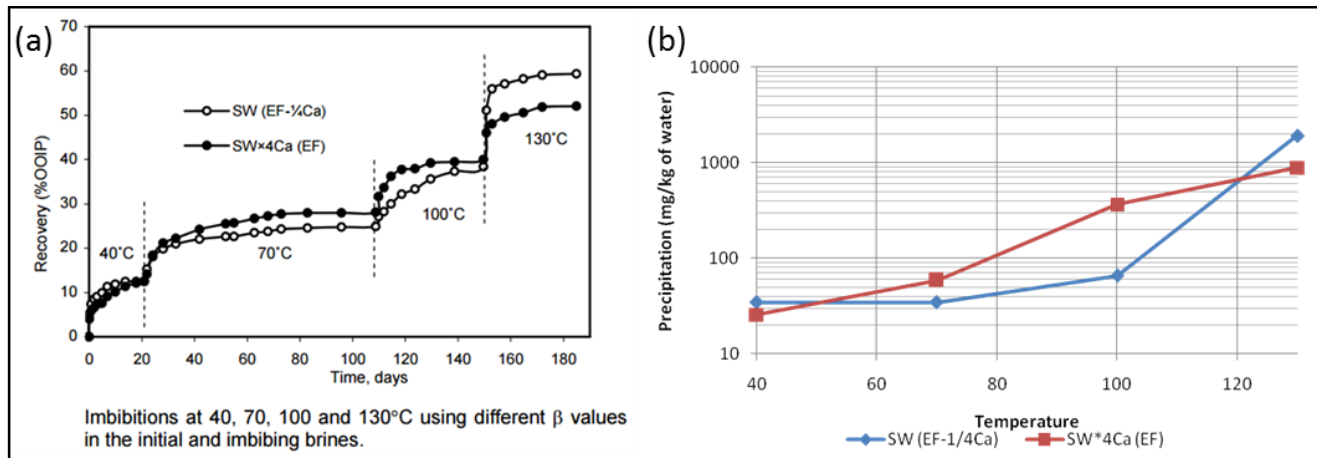 (a)
70
60
50
40
30
20
10
0
Recovery (%OOIP)
SW (EF-¼Ca)
SW×4Ca (EF)
40˚C
70˚C
100˚C
130˚C
0 20 40 60 80 100 120 140 160 180
Time, days
Imbibitions at 40, 70, 100 and 130°C using different β values
in the initial and imbibing brines.
(b)
10000
1000
100
10
Precipitation (mg/kg of water)
40 60 80 100 120
Temperature
SW (EF-1/4Ca) SW*4Ca (EF)